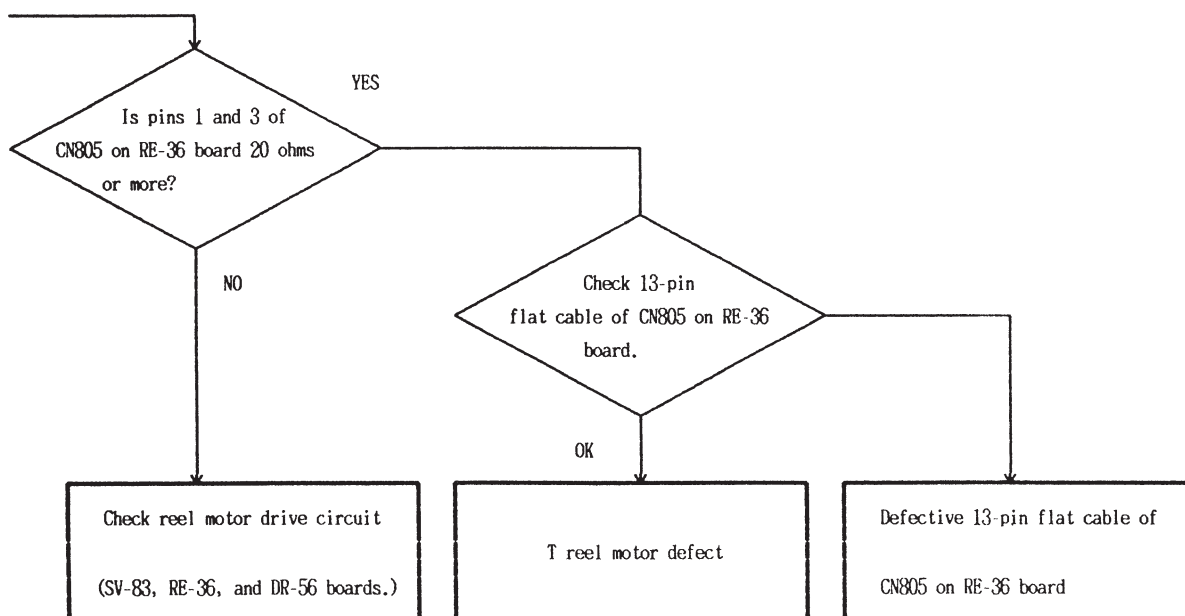 YES
Is pins 1 and 3 of
CN805 on RE-36 board 20 ohms
or more?
NO
Check 13-pin
flat cable of CN805 on RE-36
board.
OK
Check reel motor drive circuit
(SV-83, RE-36, and DR-56 boards.)
T reel motor defect
Defective 13-pin flat cable of
CN805 on RE-36 board